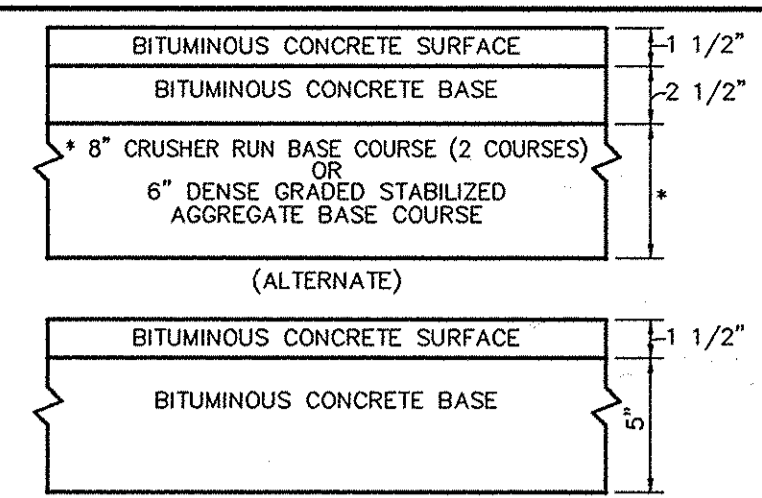 BITUMINOUS CONCRETE SURFACE
1 1/2"
BITUMINOUS CONCRETE BASE
2 1/2"
* 8" CRUSHER RUN BASE COURSE (2 COURSES)
OR
6" DENSE GRADED STABILIZED
AGGREGATE BASE COURSE
*
(ALTERNATE)
BITUMINOUS CONCRETE SURFACE
1 1/2"
BITUMINOUS CONCRETE BASE
5"